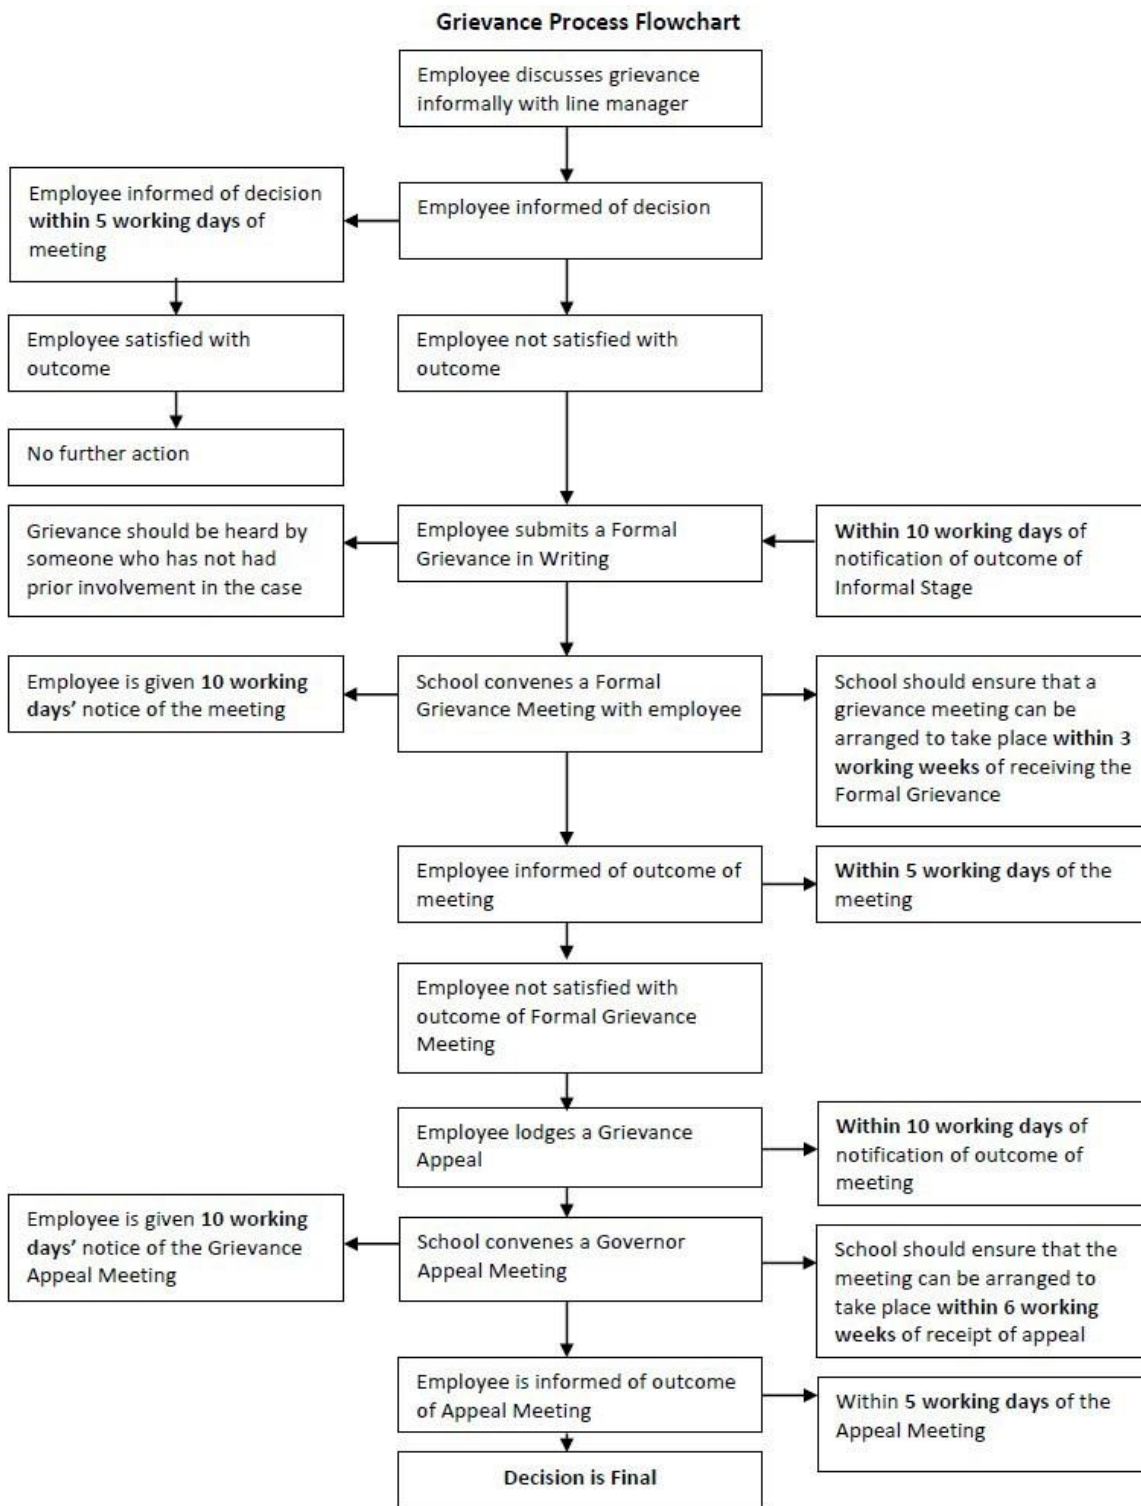 Grievance Process Flowchart
Employee discusses grievance
informally with line manager
Employee informed of decision
within 5 working days of
meeting
Employee informed of decision
Employee satisfied with
outcome
Employee not satisfied with
outcome
No further action
Grievance should be heard by
someone who has not had
prior involvement in the case
Employee submits a Formal
Grievance in Writing
Within 10 working days of
notification of outcome of
Informal Stage
Employee is given 10 working
days’ notice of the meeting
School convenes a Formal
Grievance Meeting with employee
School should ensure that a
grievance meeting can be
arranged to take place within 3
working weeks of receiving the
Formal Grievance
Employee informed of outcome of
meeting
Within 5 working days of the
meeting
Employee not satisfied with
outcome of Formal Grievance
Meeting
Employee lodges a Grievance
Appeal
Within 10 working days of
notification of outcome of
meeting
Employee is given 10 working
days’ notice of the Grievance
Appeal Meeting
School convenes a Governor
Appeal Meeting
School should ensure that the
meeting can be arranged to
take place within 6 working
weeks of receipt of appeal
Employee is informed of outcome
of Appeal Meeting
Within 5 working days of the
Appeal Meeting
Decision is Final